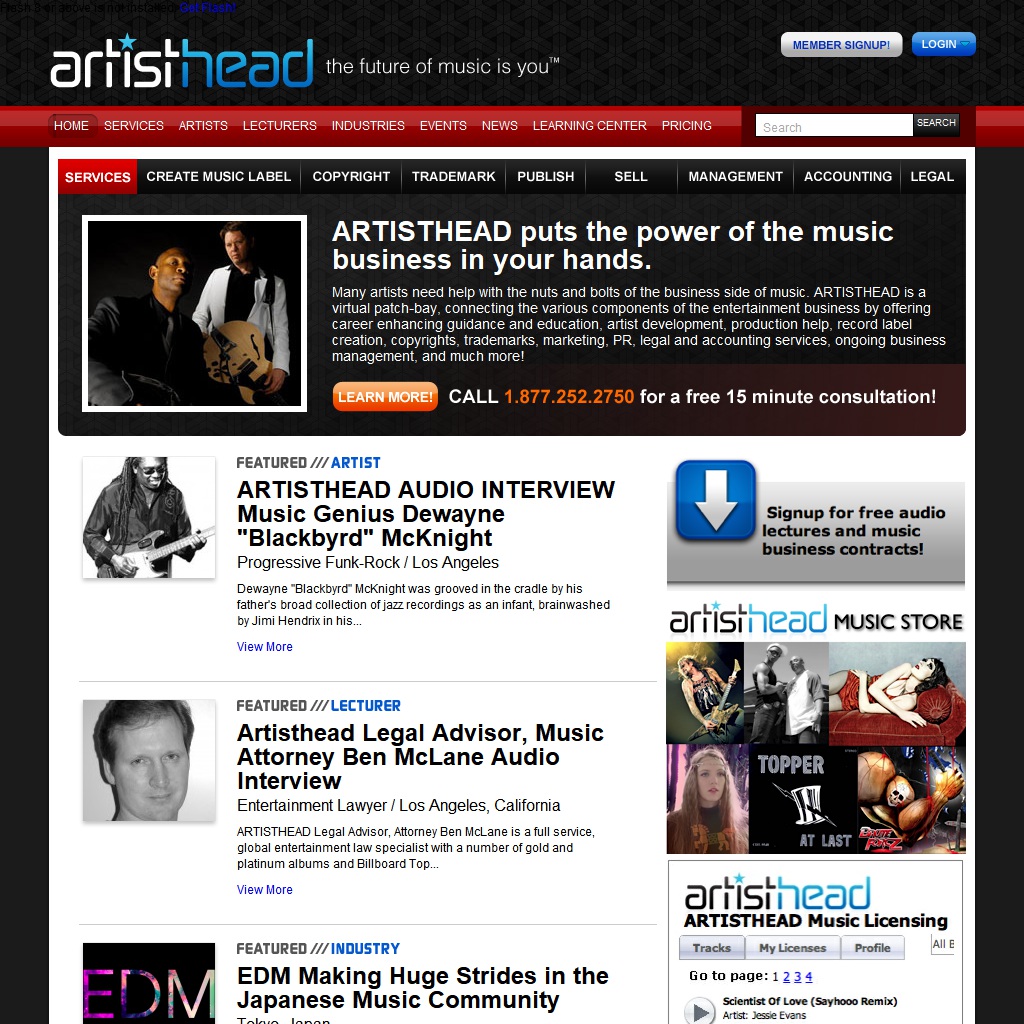 Flash 8 or above is not installed. Get Flash!
artisthead the future of music is you™
MEMBER SIGNUP! LOGIN
HOME SERVICES ARTISTS LECTURERS INDUSTRIES EVENTS NEWS LEARNING CENTER PRICING Search SEARCH
SERVICES CREATE MUSIC LABEL COPYRIGHT TRADEMARK PUBLISH SELL MANAGEMENT ACCOUNTING LEGAL
ARTISTHEAD puts the power of the music
business in your hands.
Many artists need help with the nuts and bolts of the business side of music. ARTISTHEAD is a
virtual patch-bay, connecting the various components of the entertainment business by offering
career enhancing guidance and education, artist development, production help, record label
creation, copyrights, trademarks, marketing, PR, legal and accounting services, ongoing business
management, and much more!
LEARN MORE! CALL 1.877.252.2750 for a free 15 minute consultation!
FEATURED /// ARTIST
ARTISTHEAD AUDIO INTERVIEW
Music Genius Dewayne
"Blackbyrd" McKnight
Progressive Funk-Rock / Los Angeles
Dewayne "Blackbyrd" McKnight was grooved in the cradle by his
father's broad collection of jazz recordings as an infant, brainwashed
by Jimi Hendrix in his...
View More
FEATURED /// LECTURER
Artisthead Legal Advisor, Music
Attorney Ben McLane Audio
Interview
Entertainment Lawyer / Los Angeles, California
ARTISTHEAD Legal Advisor, Attorney Ben McLane is a full service,
global entertainment law specialist with a number of gold and
platinum albums and Billboard Top...
View More
FEATURED /// INDUSTRY
EDM
EDM Making Huge Strides in the
Japanese Music Community
Tokyo, Japan
Signup for free audio
lectures and music
business contracts!
artisthead MUSIC STORE
TOPPER
AT LAST
artisthead
ARTISTHEAD Music Licensing
Tracks My Licenses Profile All
Go to page: 1 2 3 4
Scientist Of Love (Sayhooo Remix)
Artist: Jessie Evans